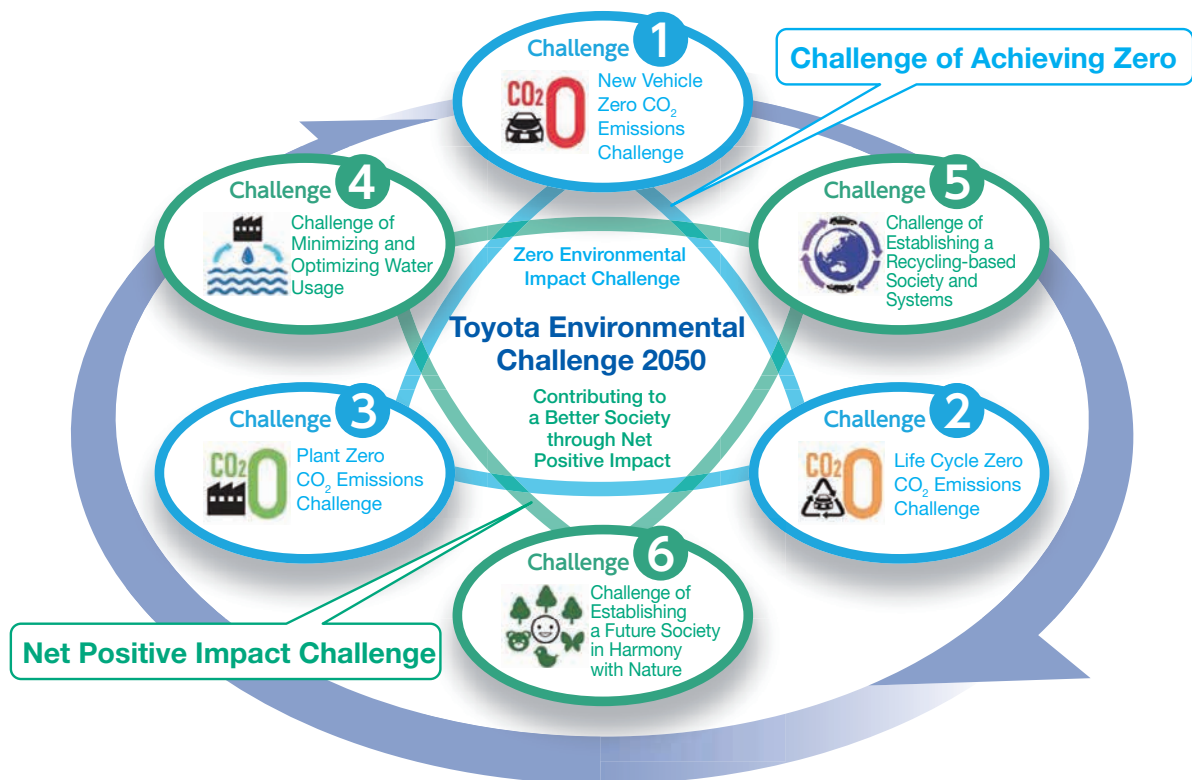 Challenge 1
CO₂ 0
New Vehicle
Zero CO₂
Emissions
Challenge
Challenge of Achieving Zero
Challenge 4
Challenge of
Minimizing and
Optimizing Water
Usage
Challenge 5
Challenge of
Establishing a
Recycling-based
Society and
Systems
Zero Environmental
Impact Challenge
Toyota Environmental
Challenge 2050
Contributing to
a Better Society
through Net
Positive Impact
Challenge 3
CO₂ 0
Plant Zero
CO₂ Emissions
Challenge
Challenge 2
CO₂ 0
Life Cycle Zero
CO₂ Emissions
Challenge
Challenge 6
Challenge of
Establishing
a Future Society
in Harmony
with Nature
Net Positive Impact Challenge